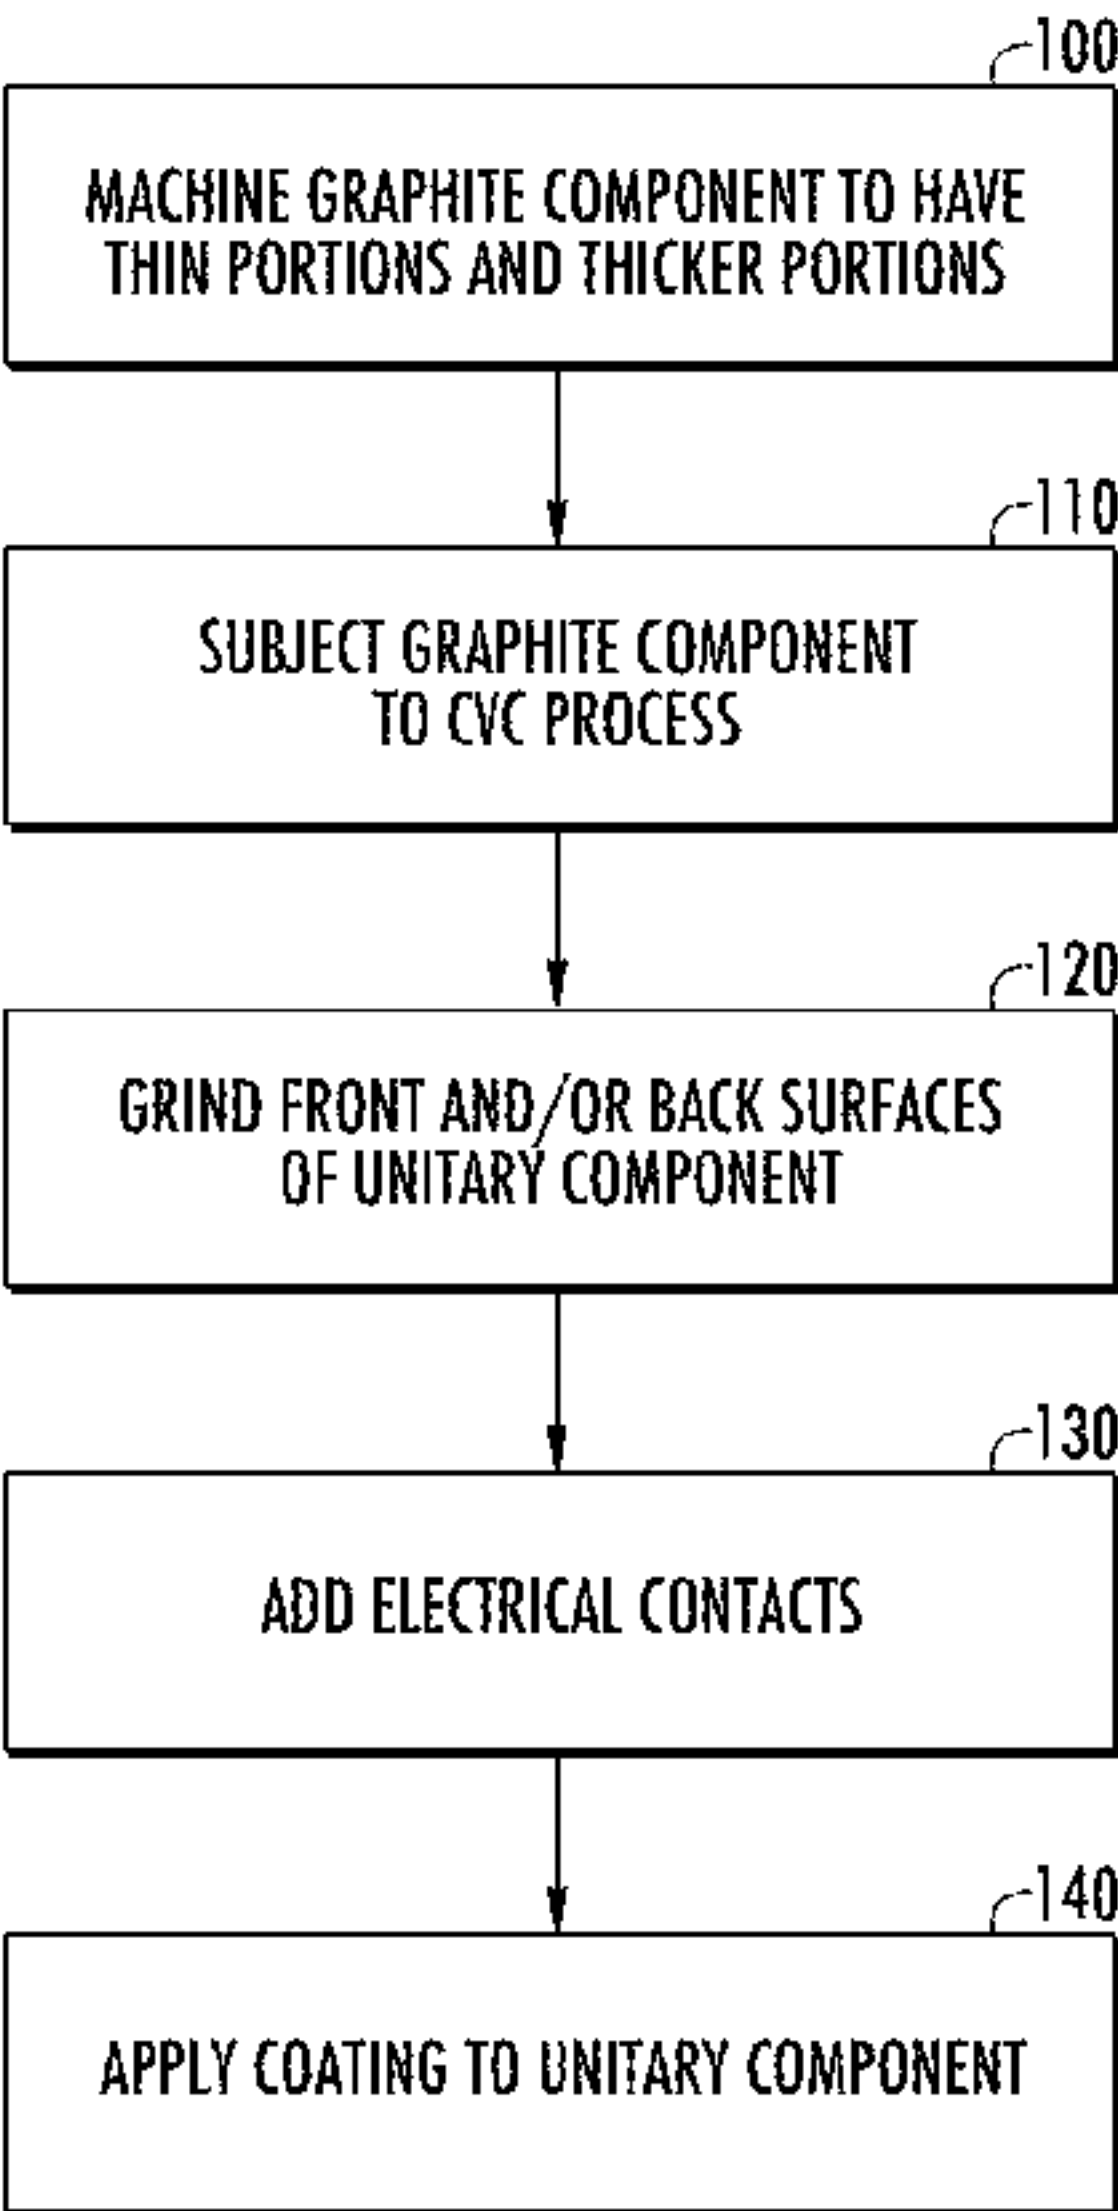 100
MACHINE GRAPHITE COMPONENT TO HAVE
THIN PORTIONS AND THICKER PORTIONS
110
SUBJECT GRAPHITE COMPONENT
TO CVC PROCESS
120
GRIND FRONT AND/OR BACK SURFACES
OF UNITARY COMPONENT
130
ADD ELECTRICAL CONTACTS
140
APPLY COATING TO UNITARY COMPONENT